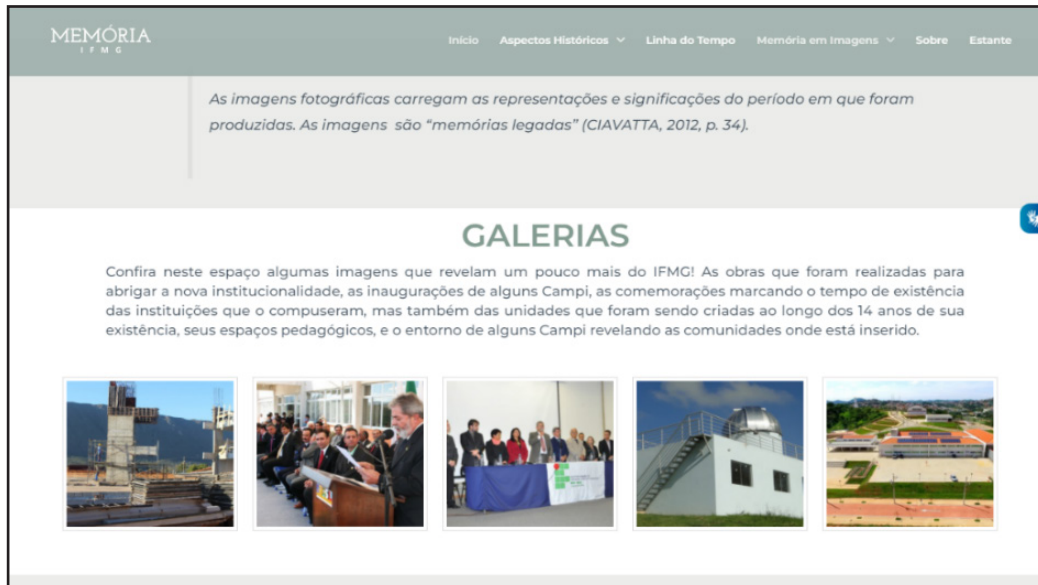 MEMÓRIA
IFMG
Início Aspectos Históricos Linha do Tempo Memória em Imagens Sobre Estante
As imagens fotográficas carregam as representações e significações do período em que foram
produzidas. As imagens são “memórias legadas” (CIAVATTA, 2012, p. 34).
GALERIAS
Confira neste espaço algumas imagens que revelam um pouco mais do IFMG! As obras que foram realizadas para
abrigar a nova institucionalidade, as inaugurações de alguns Campi, as comemorações marcando o tempo de existência
das instituições que o compuseram, mas também das unidades que foram sendo criadas ao longo dos 14 anos de sua
existência, seus espaços pedagógicos, e o entorno de alguns Campi revelando as comunidades onde está inserido.